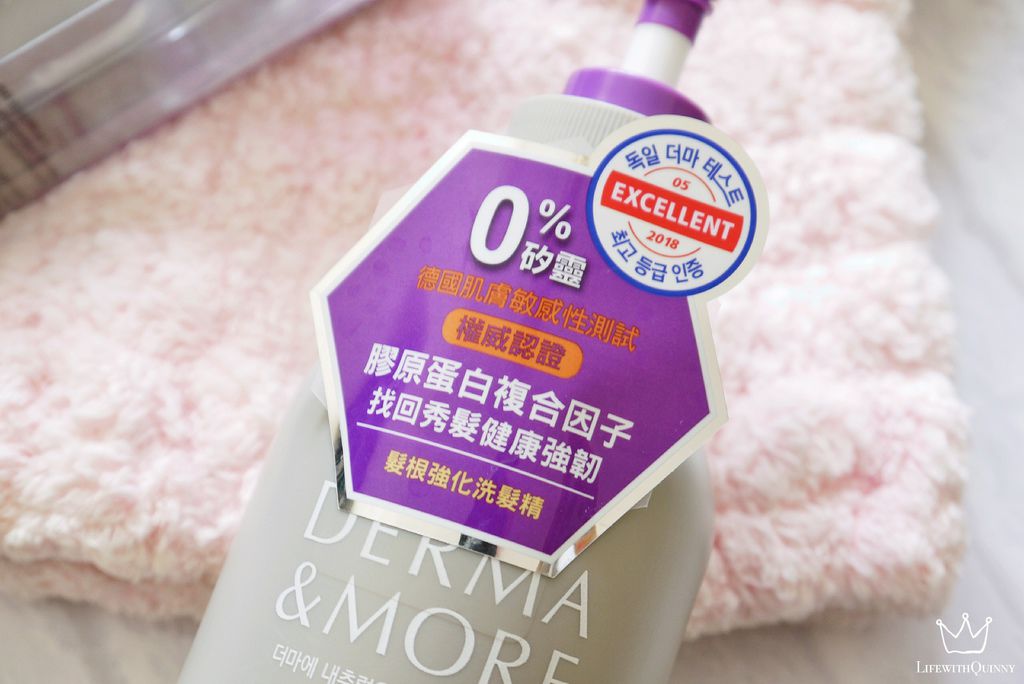 독일 더마 테스트
05
EXCELLENT
2018
최고 등급 인증
0%
矽靈
德國肌膚敏感性測試
權威認證
膠原蛋白複合因子
找回秀髮健康強韌
髮根強化洗髮精
DERMA
&MORE
더마에
LIFEWITHQUINNY